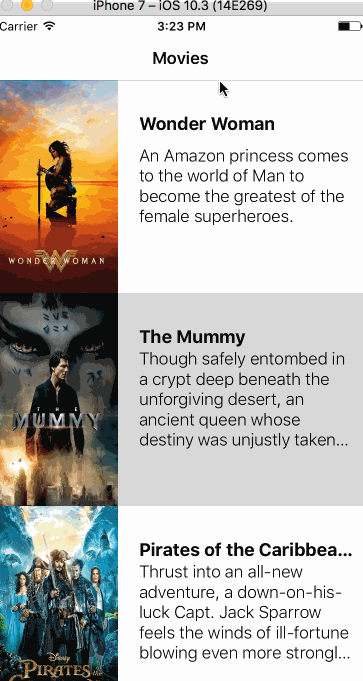 iPhone 7 – iOS 10.3 (14E269)
Carrier 3:23 PM
Movies
Wonder Woman
An Amazon princess comes
to the world of Man to
become the greatest of the
female superheroes.
WONDER WOMAN
The Mummy
Though safely entombed in
a crypt deep beneath the
unforgiving desert, an
ancient queen whose
destiny was unjustly taken...
THE
MUMMY
Pirates of the Caribbea...
Thrust into an all-new
adventure, a down-on-his-
luck Capt. Jack Sparrow
feels the winds of ill-fortune
blowing even more strongl...
Disney
PIRATES